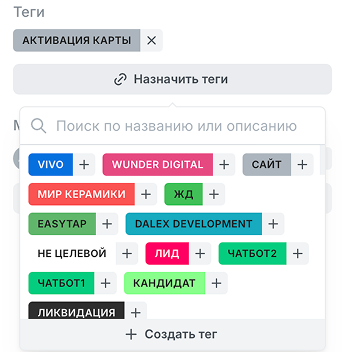 Теги
АКТИВАЦИЯ КАРТЫ
Назначить теги
Поиск по названию или описанию
VIVO WUNDER DIGITAL САЙТ
МИР КЕРАМИКИ ЖД
EASYTAP DALEX DEVELOPMENT
НЕ ЦЕЛЕВОЙ ЛИД ЧАТБОТ2
ЧАТБОТ1 КАНДИДАТ
ЛИКВИДАЦИЯ
Создать тег